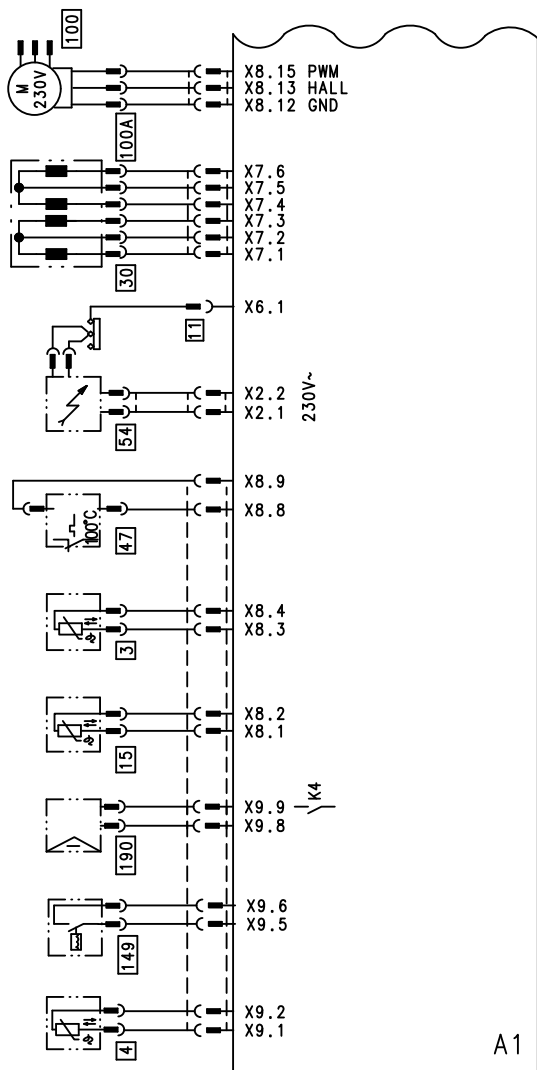 100
M
230V
X8.15 PWM
X8.13 HALL
X8.12 GND
100A
X7.6
X7.5
X7.4
X7.3
X7.2
X7.1
30
X6.1
11
X2.2
X2.1
230V~
54
X8.9
X8.8
100°C
47
X8.4
X8.3
3
X8.2
X8.1
15
X9.9
K4
X9.8
190
X9.6
X9.5
149
X9.2
X9.1
4
A1